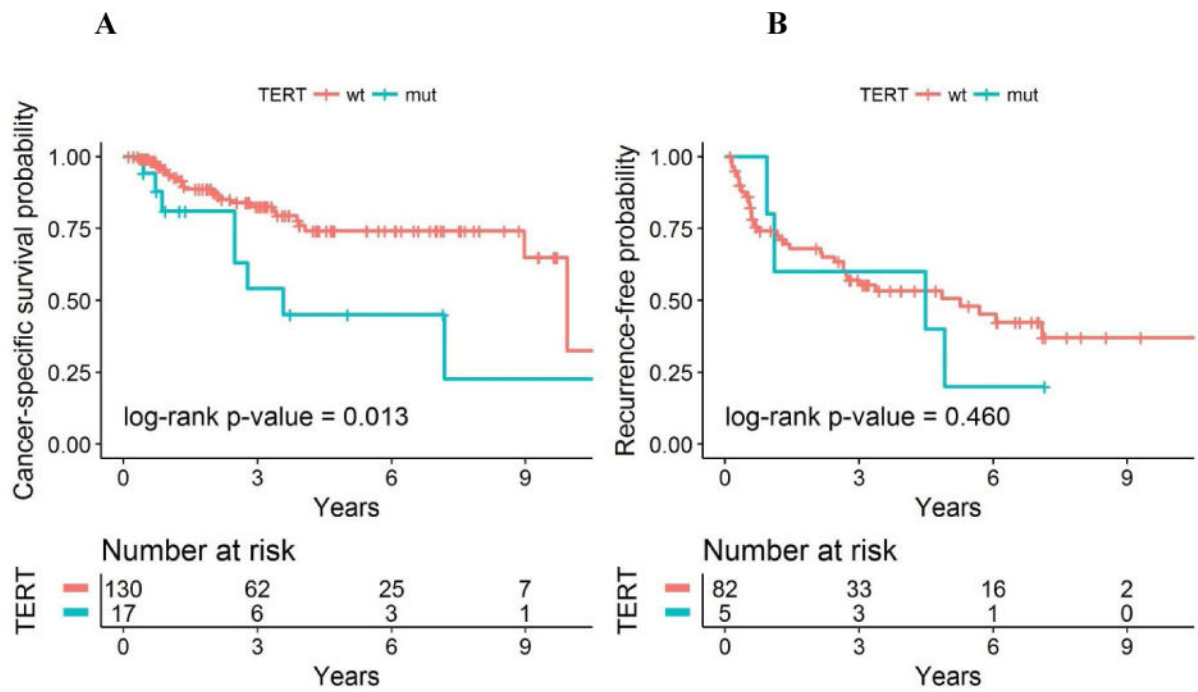 A
TERT wt mut
Cancer-specific survival probability
1.00
0.75
0.50
0.25
0.00
log-rank p-value = 0.013
0 3 6 9
Years
Number at risk
TERT
130 62 25 7
17 6 3 1
0 3 6 9
Years
B
TERT wt mut
Recurrence-free probability
1.00
0.75
0.50
0.25
0.00
log-rank p-value = 0.460
0 3 6 9
Years
Number at risk
TERT
82 33 16 2
5 3 1 0
0 3 6 9
Years